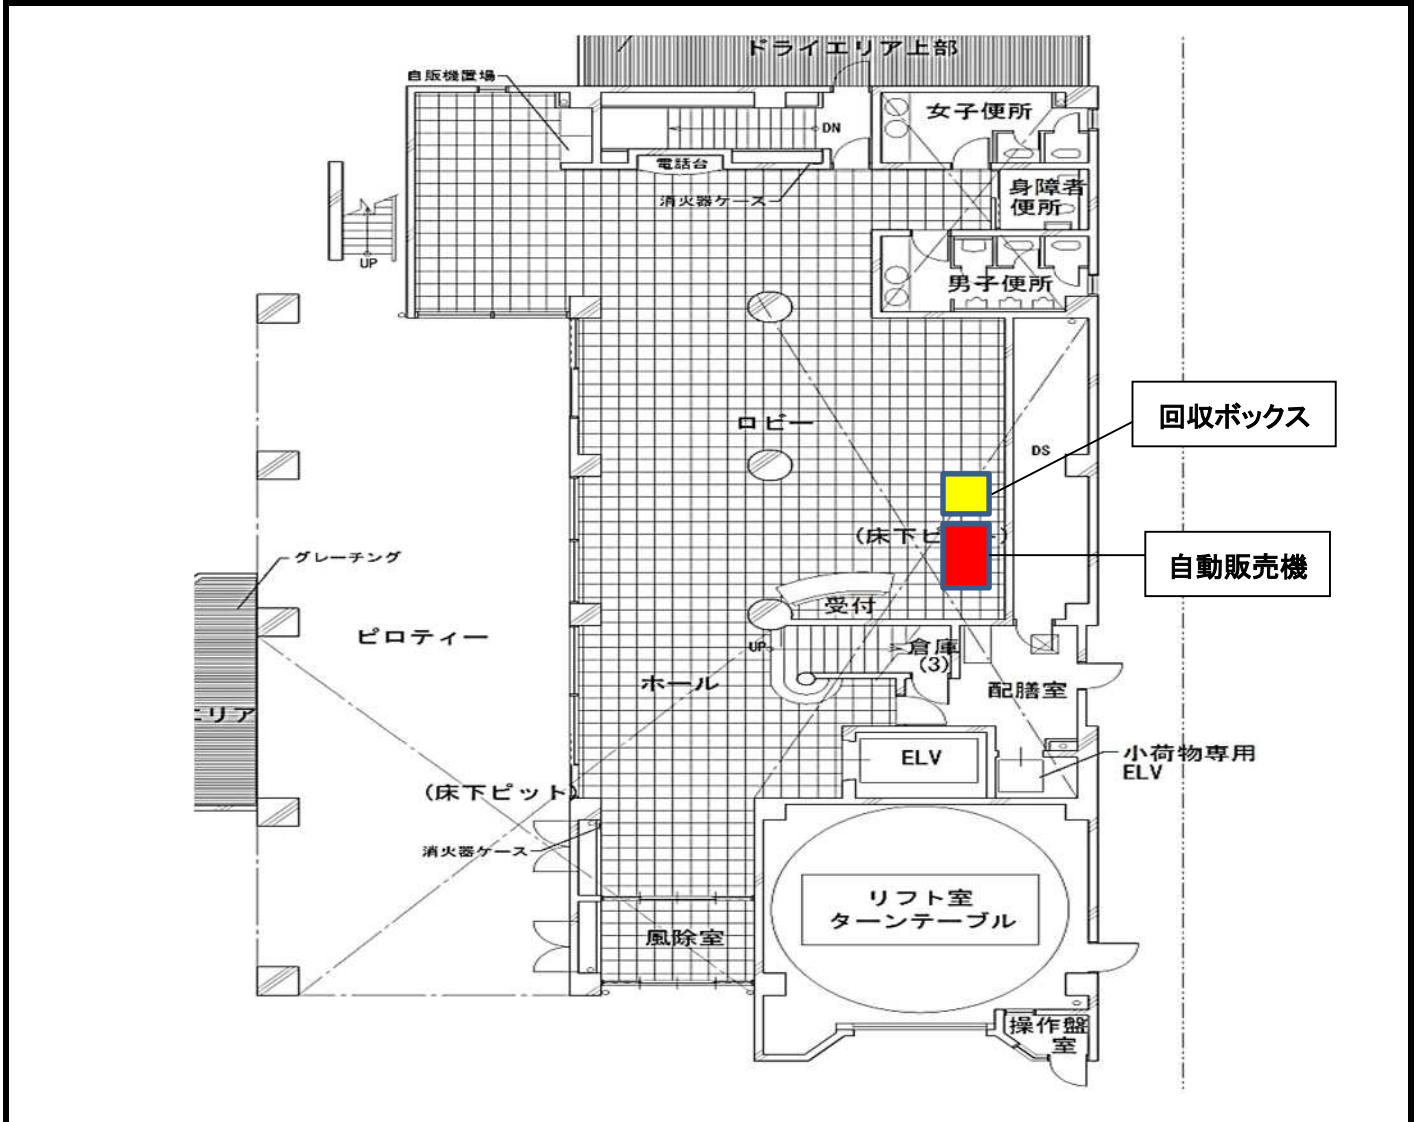 ドライエリア上部
自販機置場
女子便所
DN
電話台
消火器ケース
身障者
便所
UP
男子便所
回収ボックス
ロビー
DS
(床下ピ
)
自動販売機
グレーチング
受付
ピロティー
UP
倉庫
(3)
ホール
配膳室
エリア
ELV
小荷物専用
ELV
(床下ピット)
消火器ケース
リフト室
ターンテーブル
風除室
操作盤
室